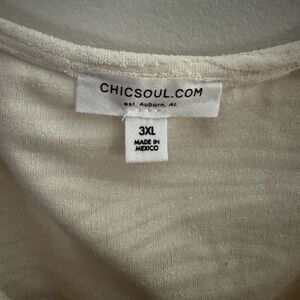 CHICSOUL.COM
est. Auburn, AL
3XL
MADE IN
MEXICO